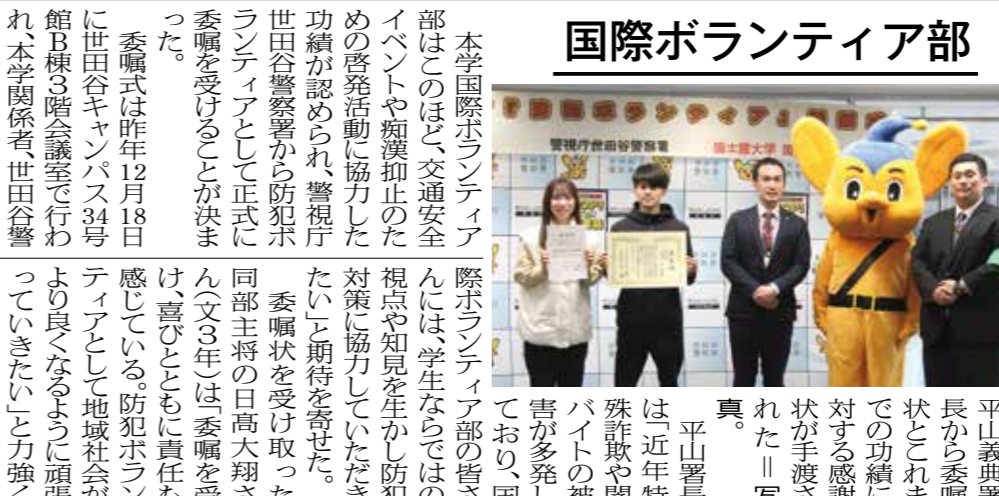 国際ボランティア部
ボランティア
警視庁世田谷警察署
国士舘大学
本学国際ボランティア
部はこのほど、交通安全
イベントや痴漢抑止のた
めの啓発活動に協力した
功績が認められ、警視庁
世田谷警察署から防犯ボ
ランティアとして正式に
委嘱を受けることが決ま
った。
委嘱式は昨年12月18日
に世田谷キャンパス34号
館B棟3階会議室で行わ
れ、本学関係者、世田谷警
平山義典署
長から委嘱
状とこれま
での功績に
対する感謝
状が手渡さ
れた＝写
真。
平山署長
は「近年特
殊詐欺や闇
バイトの被
害が多発し
ており、国
際ボランティア部の皆さ
んには、学生ならではの
視点や知見を生かし防犯
対策に協力していただき
たい」と期待を寄せた。
委嘱状を受け取った
同部主将の日髙大翔さ
ん（文3年）は「委嘱を受
け、喜びとともに責任も
感じている。防犯ボラン
ティアとして地域社会が
より良くなるように頑張
っていきたい」と力強く